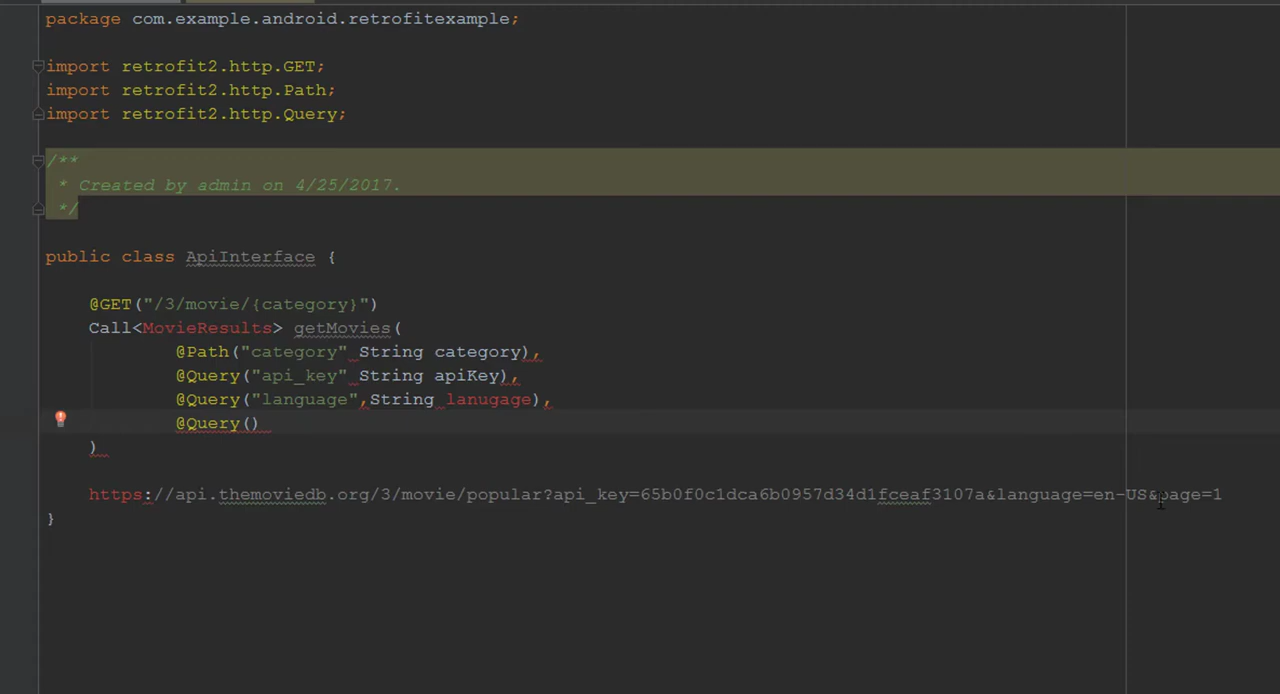 package com.example.android.retrofitexample;
import retrofit2.http.GET;
import retrofit2.http.Path;
import retrofit2.http.Query;
/**
* Created by admin on 4/25/2017.
*/
public class ApiInterface {
@GET("/3/movie/{category}")
Call<MovieResults> getMovies(
@Path("category" String category),
@Query("api_key" String apiKey),
@Query("language",String lanugage),
@Query()
)
https://api.themoviedb.org/3/movie/popular?api_key=65b0f0c1dca6b0957d34d1fceaf3107a&language=en-US&page=1
}